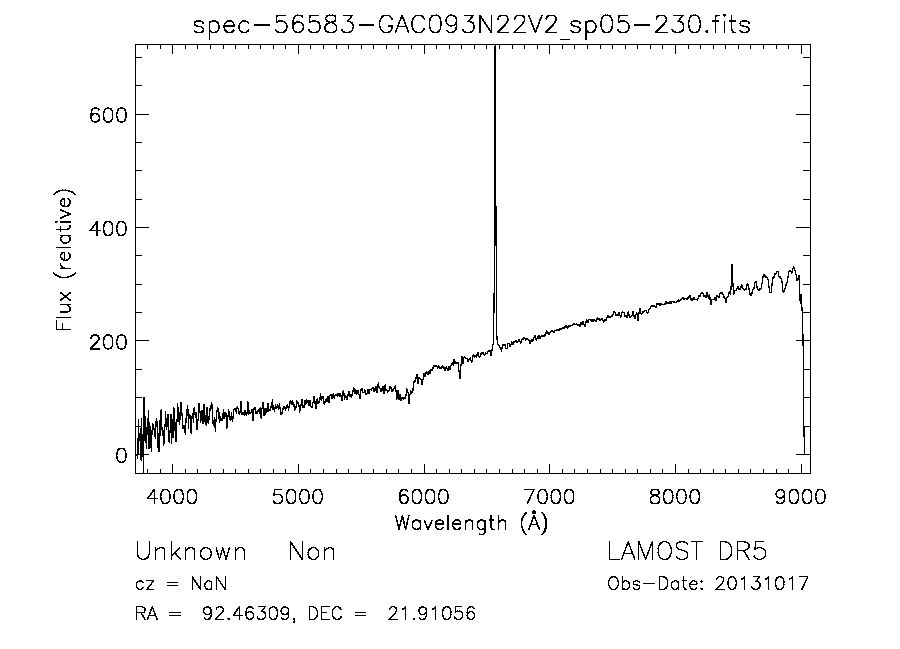 spec-56583-GAC093N22V2_sp05-230.fits
600
400
200
0
Flux (relative)
4000 5000 6000 7000 8000 9000
Wavelength (Å)
Unknown Non LAMOST DR5
cz = NaN Obs-Date: 20131017
RA = 92.46309, DEC = 21.91056